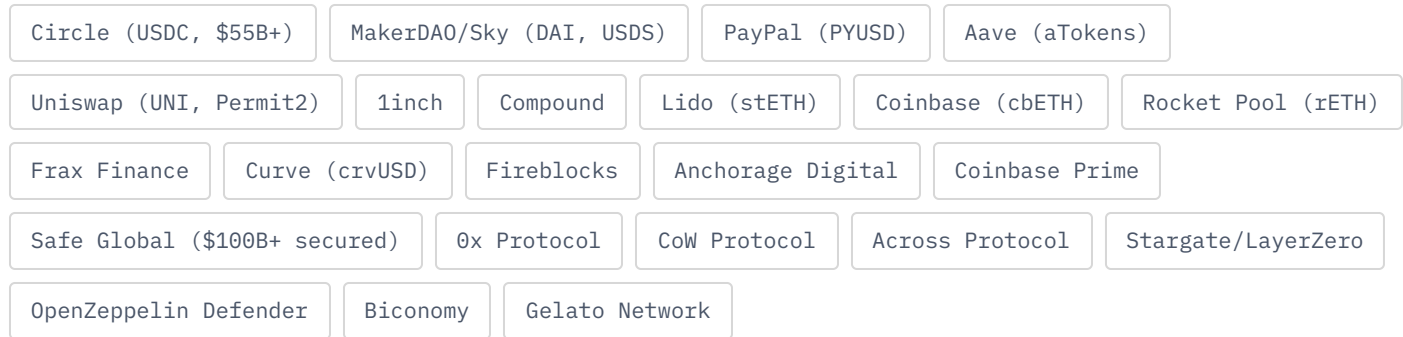 Circle (USDC, $55B+) MakerDAO/Sky (DAI, USDS) PayPal (PYUSD) Aave (aTokens)
Uniswap (UNI, Permit2) 1inch Compound Lido (stETH) Coinbase (cbETH) Rocket Pool (rETH)
Frax Finance Curve (crvUSD) Fireblocks Anchorage Digital Coinbase Prime
Safe Global ($100B+ secured) 0x Protocol CoW Protocol Across Protocol Stargate/LayerZero
OpenZeppelin Defender Biconomy Gelato Network